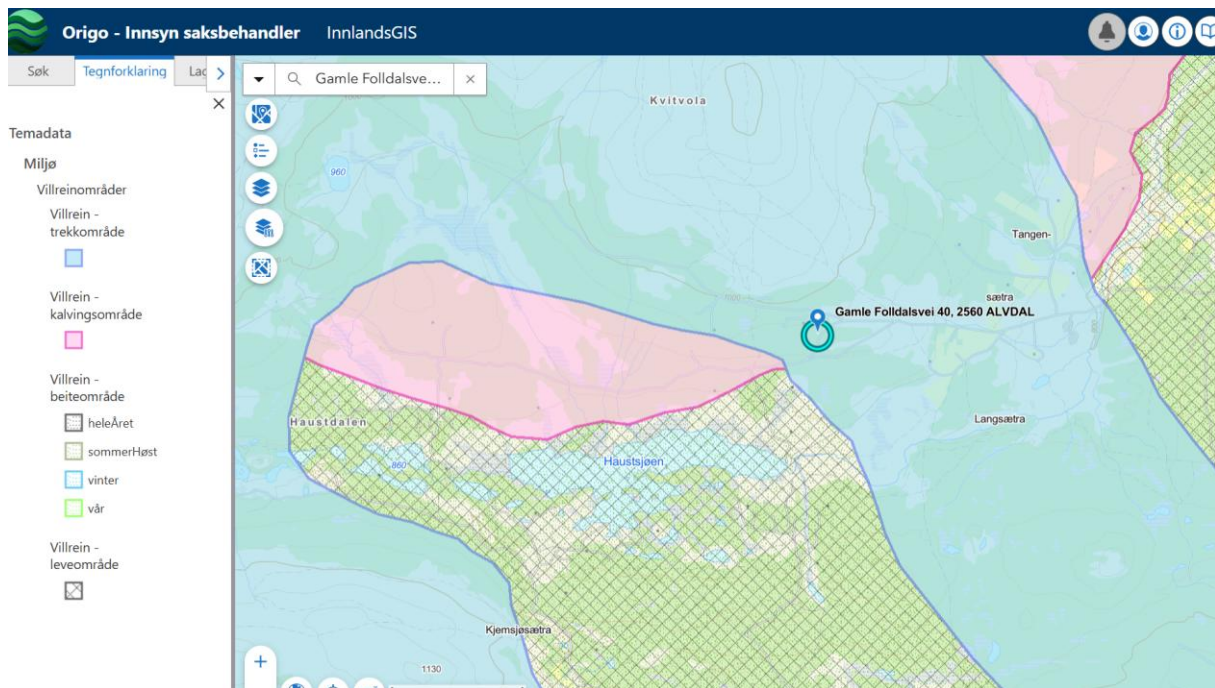 Origo - Innsyn saksbehandler InnlandsGIS
Søk Tegnforklaring
Gamle Folldalsve...
Temadata
Miljø
Villreinområder
Villrein -
trekkområde
Villrein -
kalvingsområde
Villrein -
beiteområde
heleÅret
sommerHøst
vinter
vår
Villrein -
leveområde
Kvitvola
960
Tangen-
sætra
Gamle Folldalsvei 40, 2560 ALVDAL
Haustdalen
Langsætra
860
Haustsjøen
Kjemsjøsætra
1130
+